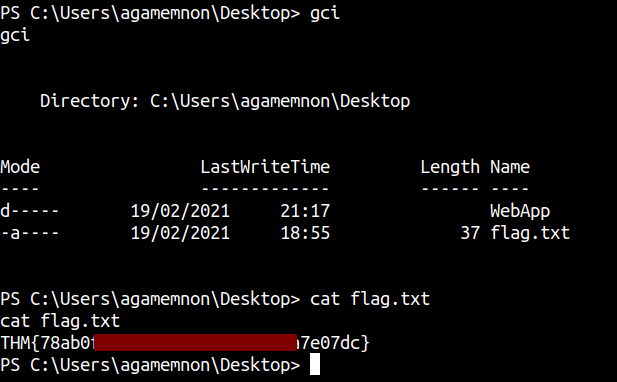 PS C:\Users\agamemnon\Desktop> gci
gci
Directory: C:\Users\agamemnon\Desktop
Mode LastWriteTime Length Name
---- ------------- ------ ----
d----- 19/02/2021 21:17 WebApp
-a---- 19/02/2021 18:55 37 flag.txt
PS C:\Users\agamemnon\Desktop> cat flag.txt
cat flag.txt
THM{78ab0 7e07dc}
PS C:\Users\agamemnon\Desktop>